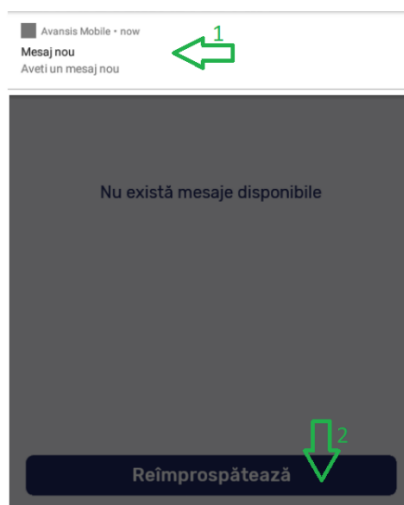 Avansis Mobile • now
1
Mesaj nou
Aveti un mesaj nou
Nu există mesaje disponibile
2
Reîmprospătează